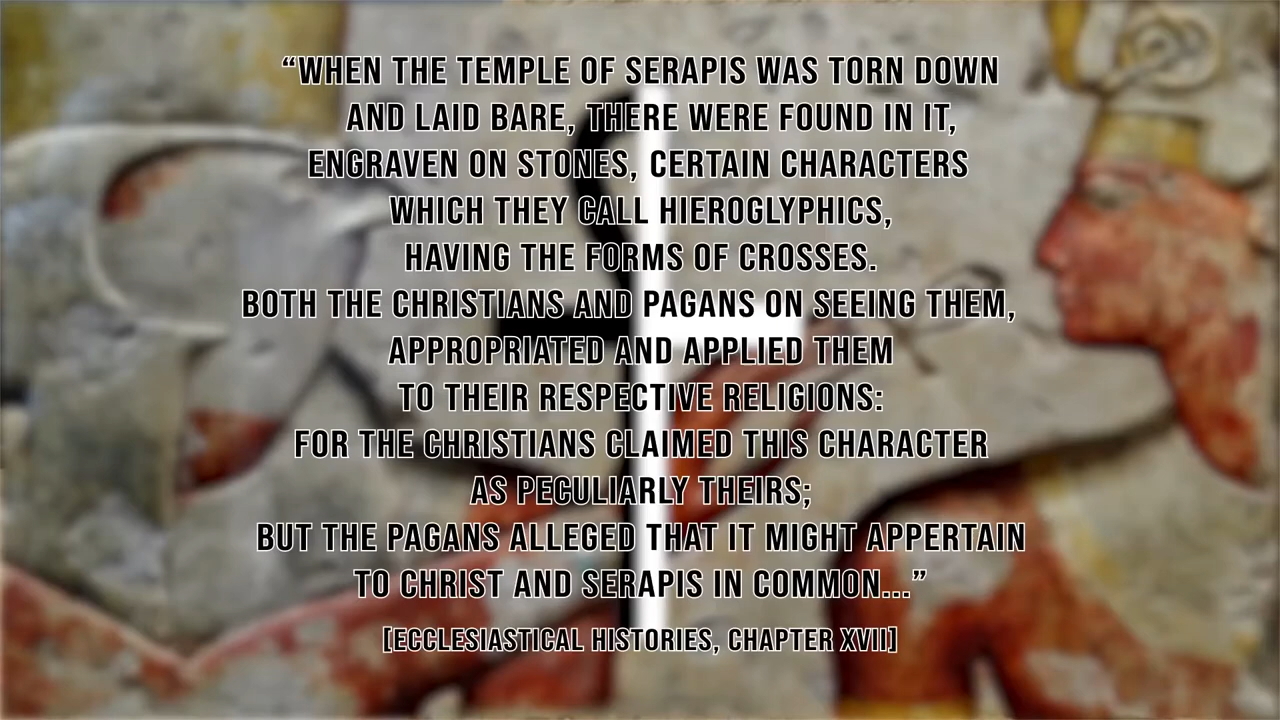 “WHEN THE TEMPLE OF SERAPIS WAS TORN DOWN
AND LAID BARE, THERE WERE FOUND IN IT,
ENGRAVEN ON STONES, CERTAIN CHARACTERS
WHICH THEY CALL HIEROGLYPHICS,
HAVING THE FORMS OF CROSSES.
BOTH THE CHRISTIANS AND PAGANS ON SEEING THEM,
APPROPRIATED AND APPLIED THEM
TO THEIR RESPECTIVE RELIGIONS:
FOR THE CHRISTIANS CLAIMED THIS CHARACTER
AS PECULIARLY THEIRS;
BUT THE PAGANS ALLEGED THAT IT MIGHT APPERTAIN
TO CHRIST AND SERAPIS IN COMMON...”
[ECCLESIASTICAL HISTORIES, CHAPTER XVII]